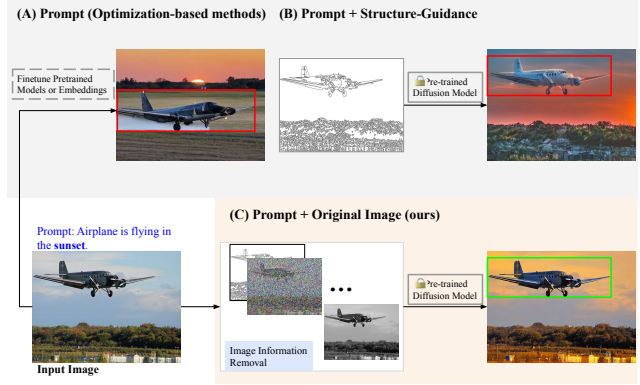 (A) Prompt (Optimization-based methods)
(B) Prompt + Structure-Guidance
Finetune Pretrained
Models or Embeddings
Pre-trained
Diffusion Model
(C) Prompt + Original Image (ours)
Prompt: Airplane is flying in
the sunset.
Pre-trained
Diffusion Model
...
Image Information
Removal
Input Image